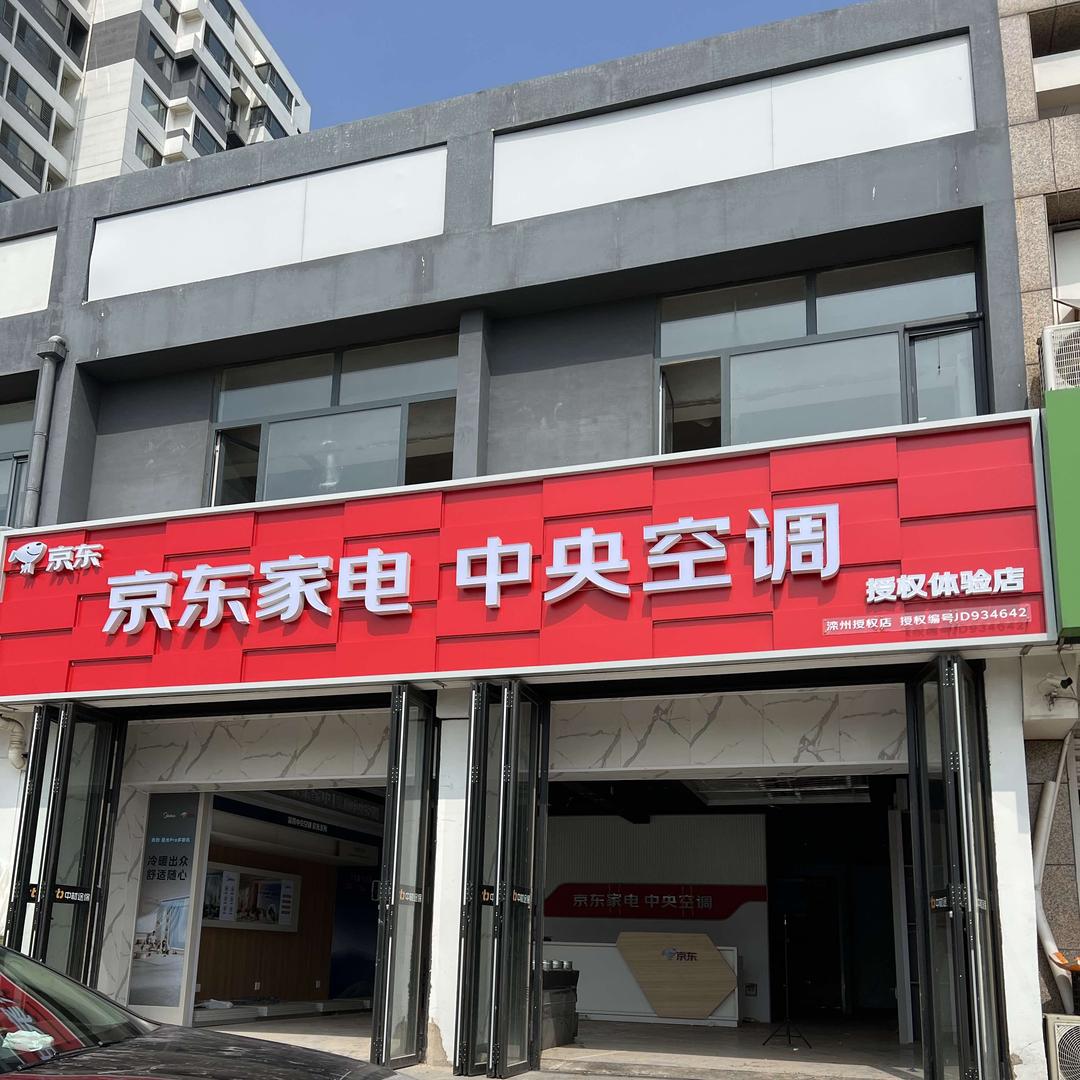 京东
京东家电 中央空调
授权体验店
滦州授权店 授权编号JD934642
Midea
冷暖出众
舒适随心
京东家电 中央空调
京东